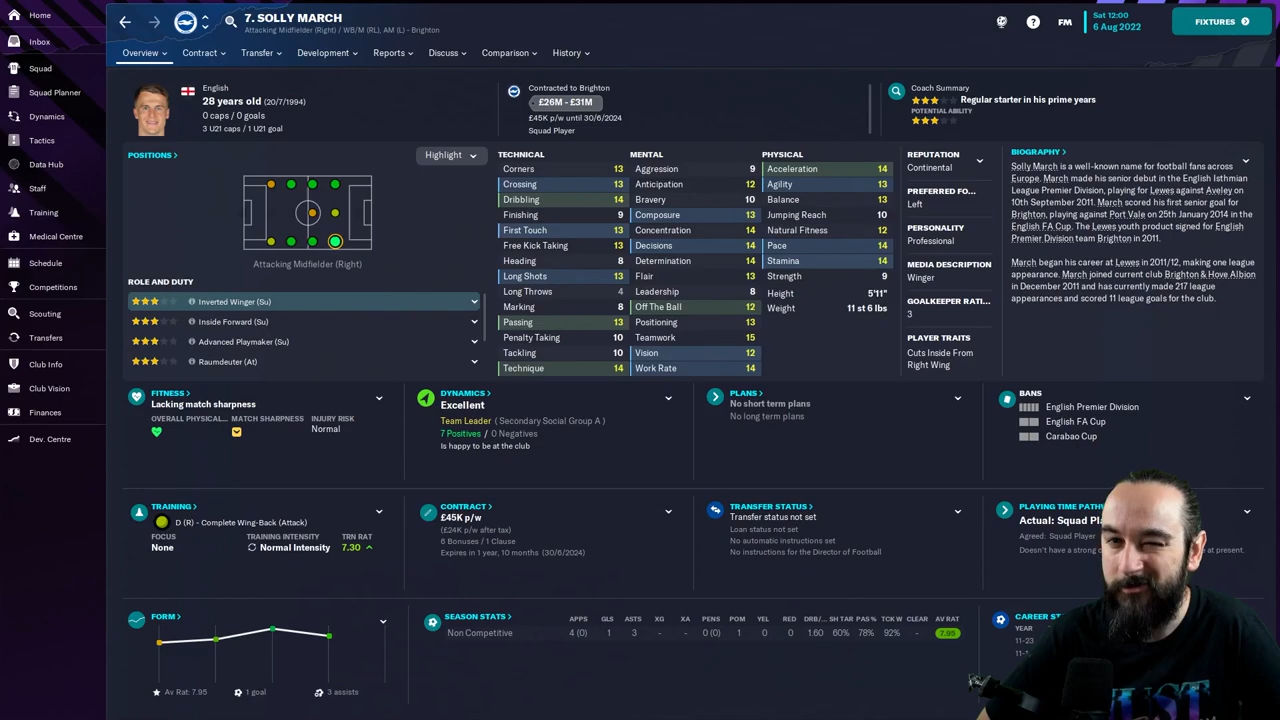 Home
Inbox
Squad
Squad Planner
Dynamics
Tactics
Data Hub
Staff
Training
Medical Centre
Schedule
Competitions
Scouting
Transfers
Club Info
Club Vision
Finances
Dev. Centre
7. SOLLY MARCH
Attacking Midfielder (Right) / WB/M (RL), AM (L) - Brighton
FM
Sat 12:00
6 Aug 2022
FIXTURES
Overview
Contract
Transfer
Development
Reports
Discuss
Comparison
History
English
28 years old (20/7/1994)
0 caps / 0 goals
3 U21 caps / 1 U21 goal
Contracted to Brighton
£26M - £31M
£45K p/w until 30/6/2024
Squad Player
Coach Summary
Regular starter in his prime years
POTENTIAL ABILITY
POSITIONS
Highlight
Attacking Midfielder (Right)
ROLE AND DUTY
Inverted Winger (Su)
Inside Forward (Su)
Advanced Playmaker (Su)
Raumdeuter (At)
TECHNICAL
Corners 13
Crossing 13
Dribbling 14
Finishing 9
First Touch 13
Free Kick Taking 13
Heading 8
Long Shots 13
Long Throws 4
Marking 8
Passing 13
Penalty Taking 10
Tackling 10
Technique 14
MENTAL
Aggression 9
Anticipation 12
Bravery 10
Composure 13
Concentration 14
Decisions 14
Determination 14
Flair 13
Leadership 8
Off The Ball 12
Positioning 13
Teamwork 15
Vision 12
Work Rate 14
PHYSICAL
Acceleration 14
Agility 13
Balance 13
Jumping Reach 10
Natural Fitness 12
Pace 14
Stamina 14
Strength 9
Height 5'11"
Weight 11 st 6 lbs
REPUTATION
Continental
PREFERRED FO...
Left
PERSONALITY
Professional
MEDIA DESCRIPTION
Winger
GOALKEEPER RATI...
3
PLAYER TRAITS
Cuts Inside From
Right Wing
BIOGRAPHY
Solly March is a well-known name for football fans across
Europe. March made his senior debut in the English Isthmian
League Premier Division, playing for Lewes against Aveley on
10th September 2011. March scored his first senior goal for
Brighton, playing against Port Vale on 25th January 2014 in the
English FA Cup. The Lewes youth product signed for English
Premier Division team Brighton in 2011.
March began his career at Lewes in 2011/12, making one league
appearance. March joined current club Brighton & Hove Albion
in December 2011 and has currently made 217 league
appearances and scored 11 league goals for the club.
FITNESS
Lacking match sharpness
OVERALL PHYSICAL...
MATCH SHARPNESS
INJURY RISK
Normal
DYNAMICS
Excellent
Team Leader ( Secondary Social Group A )
7 Positives / 0 Negatives
Is happy to be at the club
PLANS
No short term plans
No long term plans
BANS
English Premier Division
English FA Cup
Carabao Cup
TRAINING
D (R) - Complete Wing-Back (Attack)
FOCUS
None
TRAINING INTENSITY
Normal Intensity
TRN RAT
7.30
CONTRACT
£45K p/w
(£24K p/w after tax)
6 Bonuses / 1 Clause
Expires in 1 year, 10 months (30/6/2024)
TRANSFER STATUS
Transfer status not set
Loan status not set
No automatic instructions set
No instructions for the Director of Football
PLAYING TIME PATHW
Actual: Squad Pla
Agreed: Squad Player
Doesn't have a strong at present.
FORM
Av Rat: 7.95
1 goal
3 assists
SEASON STATS
APPS GLS ASTS XG XA PENS POM YEL RED DRB/... SH TAR PAS % TCK W CLEAR AV RAT
Non Competitive 4 (0) 1 3 - - 0 (0) 1 0 0 1.60 60% 78% 92% - 7.95
CAREER ST
YEAR
11-23
11-1